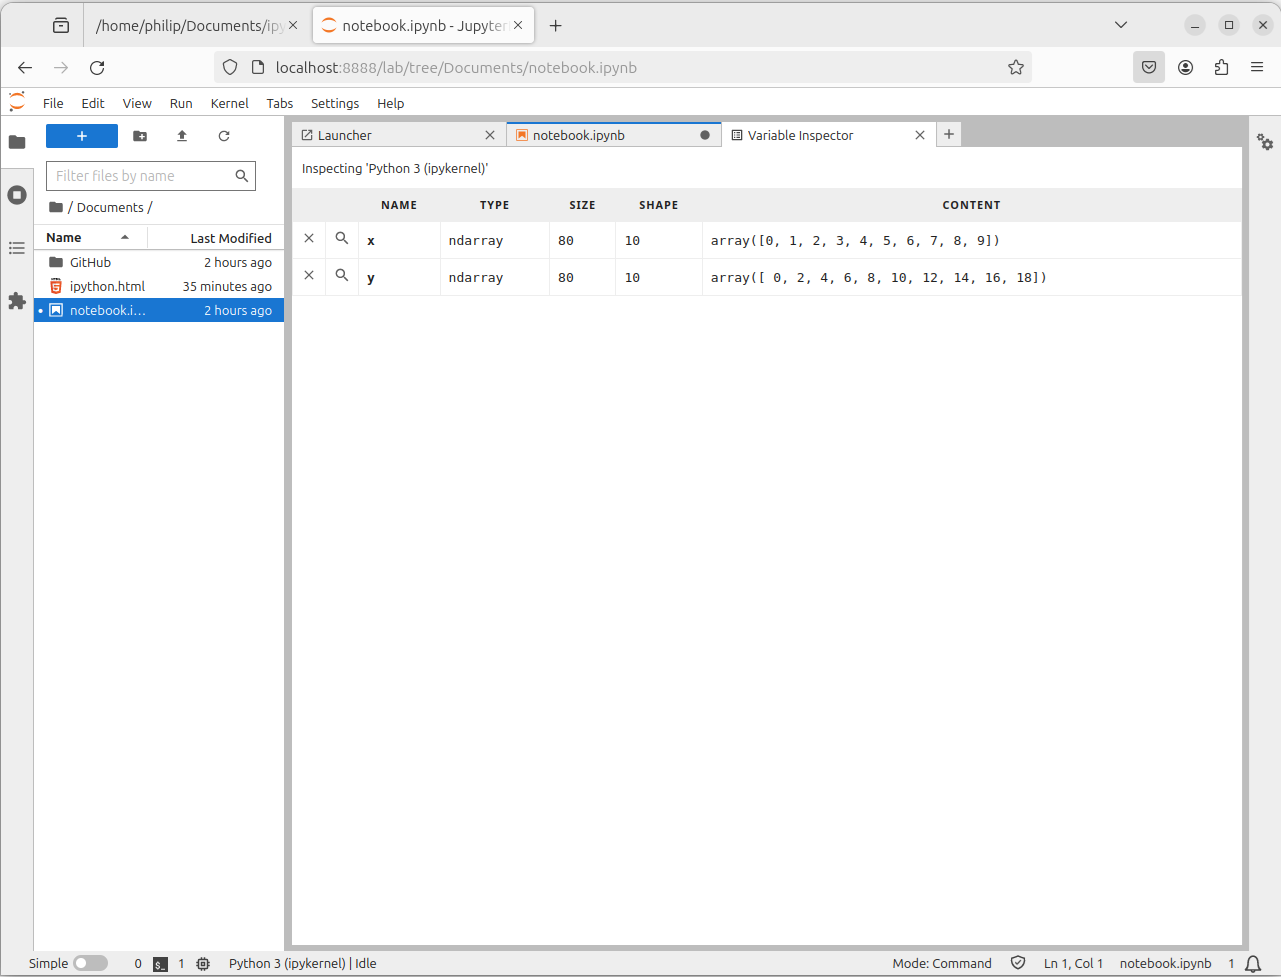 /home/philip/Documents/ipy
notebook.ipynb - Jupyter
localhost:8888/lab/tree/Documents/notebook.ipynb
File Edit View Run Kernel Tabs Settings Help
Launcher notebook.ipynb Variable Inspector
Inspecting 'Python 3 (ipykernel)'
Filter files by name
/ Documents /
Name Last Modified
GitHub 2 hours ago
ipython.html 35 minutes ago
notebook.i... 2 hours ago
NAME TYPE SIZE SHAPE CONTENT
x ndarray 80 10 array([0, 1, 2, 3, 4, 5, 6, 7, 8, 9])
y ndarray 80 10 array([ 0, 2, 4, 6, 8, 10, 12, 14, 16, 18])
Simple 0 $_ 1 Python 3 (ipykernel) | Idle Mode: Command Ln 1, Col 1 notebook.ipynb 1